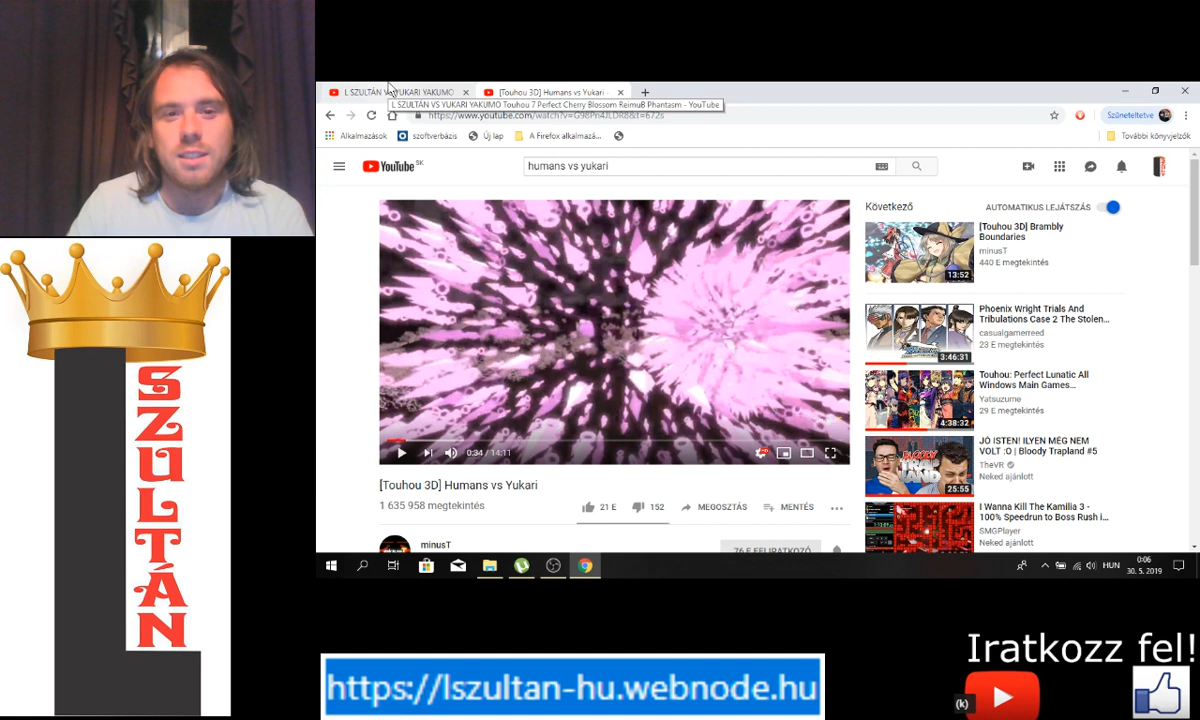 L SZULTÁN VS YUKARI YAKUMO
[Touhou 3D] Humans vs Yukari -
L SZULTÁN VS YUKARI YAKUMO Touhou 7 Perfect Cherry Blossom ReimuB Phantasm - YouTube
Szüneteltetve
Alkalmazások
szoftverbázis
Új lap
A Firefox alkalmazá...
További könyvjelzők
YouTube SK
humans vs yukari
Következő
AUTOMATIKUS LEJÁTSZÁS
[Touhou 3D] Brambly
Boundaries
minusT
440 E megtekintés
13:52
Phoenix Wright Trials And
Tribulations Case 2 The Stolen...
casualgamerreed
23 E megtekintés
3:46:31
Touhou: Perfect Lunatic All
Windows Main Games...
Yatsuzume
29 E megtekintés
4:38:32
JÓ ISTEN! ILYEN MÉG NEM
VOLT :O | Bloody Trapland #5
TheVR
Neked ajánlott
25:55
I Wanna Kill The Kamilia 3 -
100% Speedrun to Boss Rush i...
SMGPlayer
Neked ajánlott
0:34 / 14:11
[Touhou 3D] Humans vs Yukari
1 635 958 megtekintés
21 E
152
MEGOSZTÁS
MENTÉS
minusT
76 E FELIRATKOZÓ
HUN
0:06
30. 5. 2019
L
SZULTÁN
https://lszultan-hu.webnode.hu
Iratkozz fel!
(k)